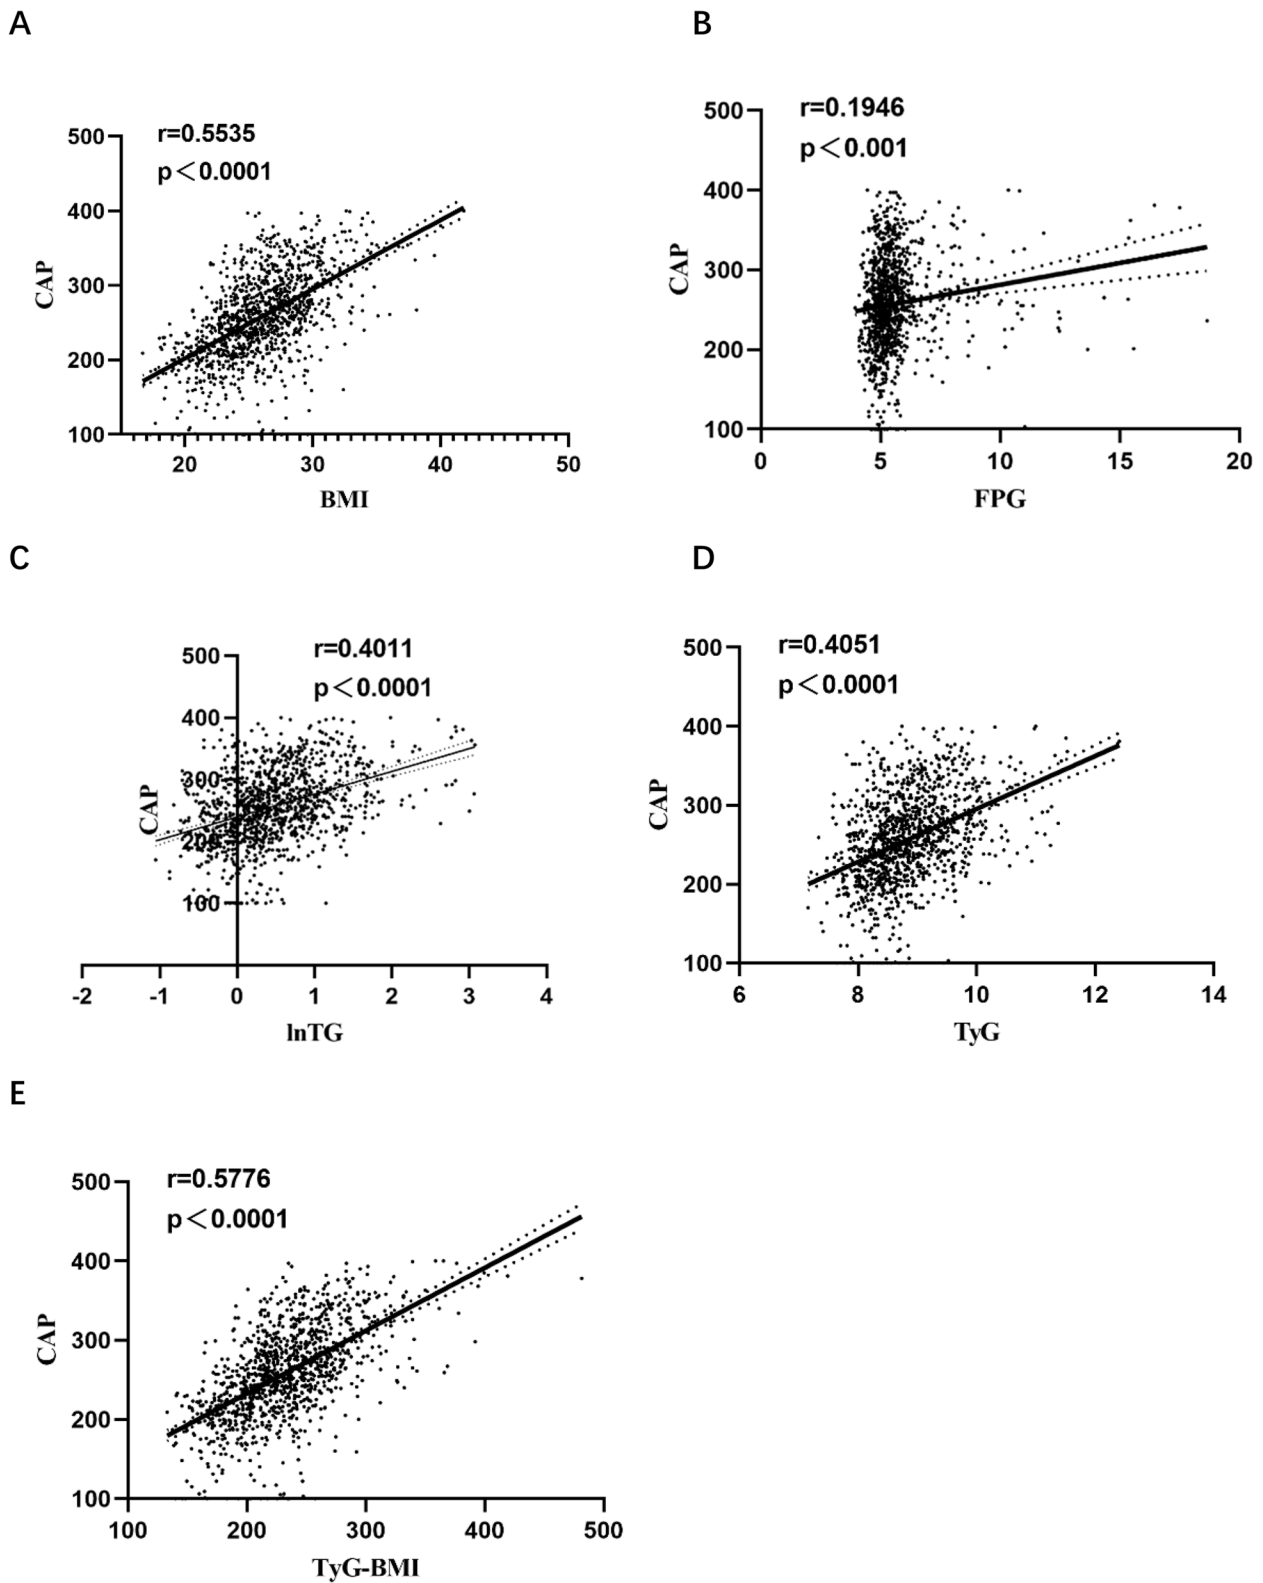 A
r=0.5535
p<0.0001
500
400
300
200
100
CAP
20
30
40
50
BMI
B
r=0.1946
p<0.001
500
400
300
200
100
CAP
0
5
10
15
20
FPG
C
r=0.4011
p<0.0001
500
400
300
200
100
CAP
-2
-1
0
1
2
3
4
lnTG
D
r=0.4051
p<0.0001
500
400
300
200
100
CAP
6
8
10
12
14
TyG
E
r=0.5776
p<0.0001
500
400
300
200
100
CAP
100
200
300
400
500
TyG-BMI